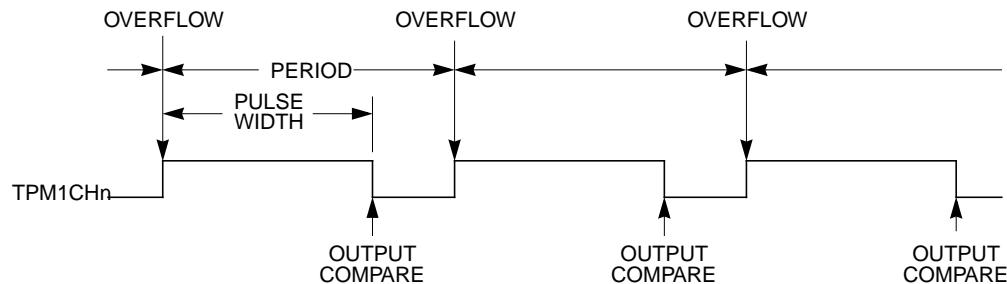 OVERFLOW OVERFLOW OVERFLOW
PERIOD
PULSE
WIDTH
TPM1CHn
OUTPUT OUTPUT OUTPUT
COMPARE COMPARE COMPARE